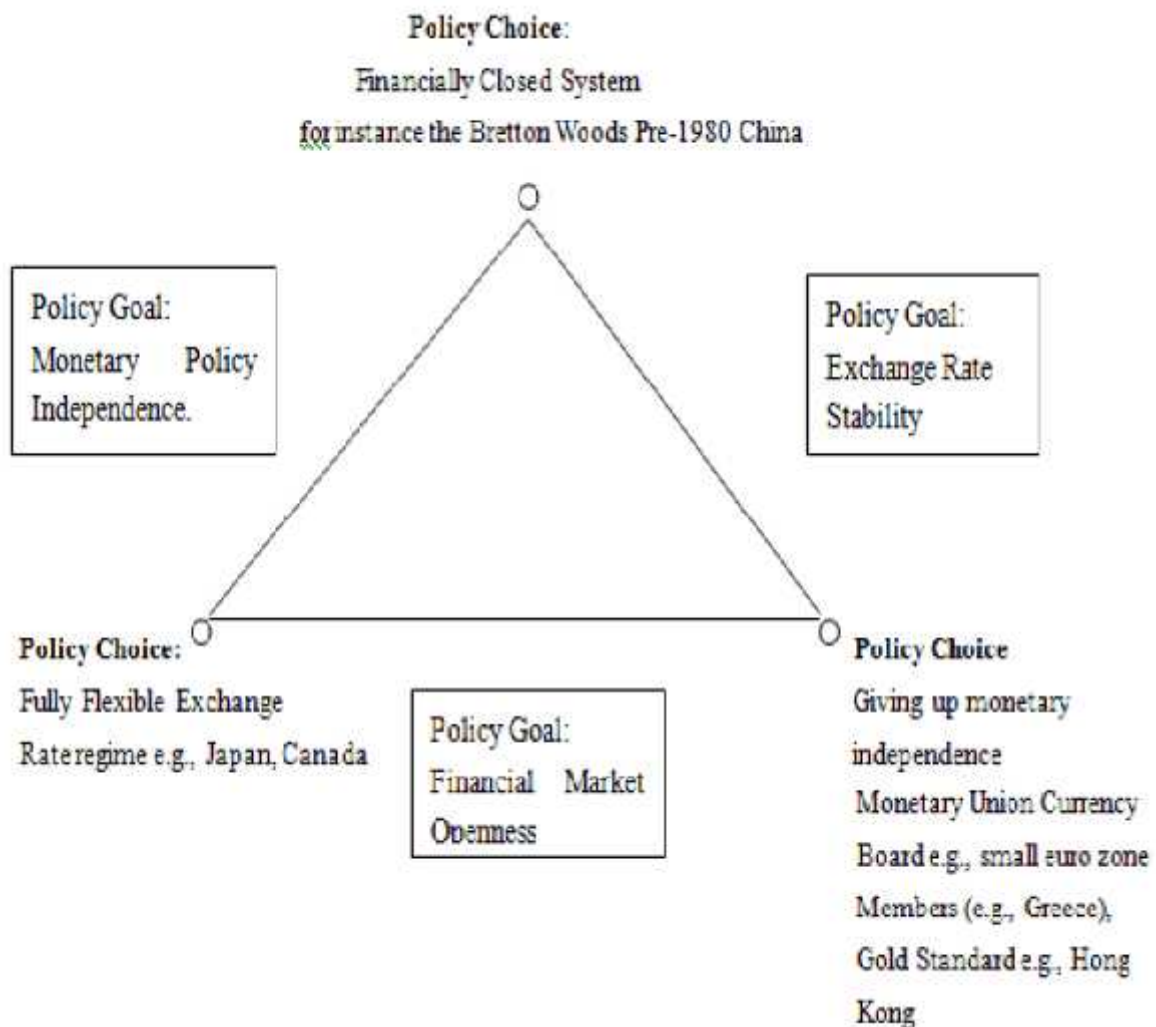 Policy Choice:
Financially Closed System
for instance the Bretton Woods Pre-1980 China
Policy Goal:
Monetary Policy
Independence.
Policy Goal:
Exchange Rate
Stability
Policy Choice:
Fully Flexible Exchange
Rate regime e.g., Japan, Canada
Policy Goal:
Financial Market
Openness
Policy Choice
Giving up monetary
independence
Monetary Union Currency
Board e.g., small euro zone
Members (e.g., Greece),
Gold Standard e.g., Hong
Kong